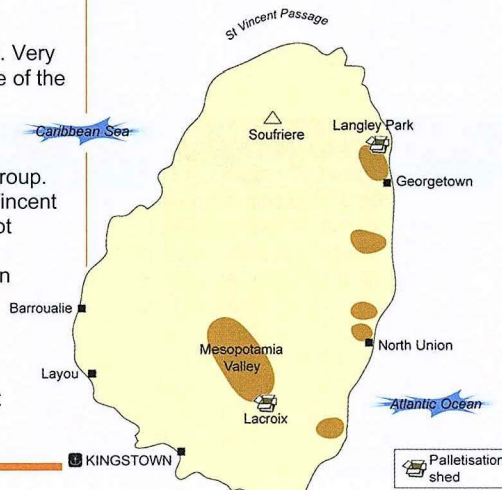 . Very
e of the
roup.
incent
ot
n
:
St Vincent Passage
Caribbean Sea
Soufriere
Langley Park
Georgetown
Barroualie
North Union
Mesopotamia
Valley
Layou
Lacroix
Atlantic Ocean
KINGSTOWN
Palletisation
shed